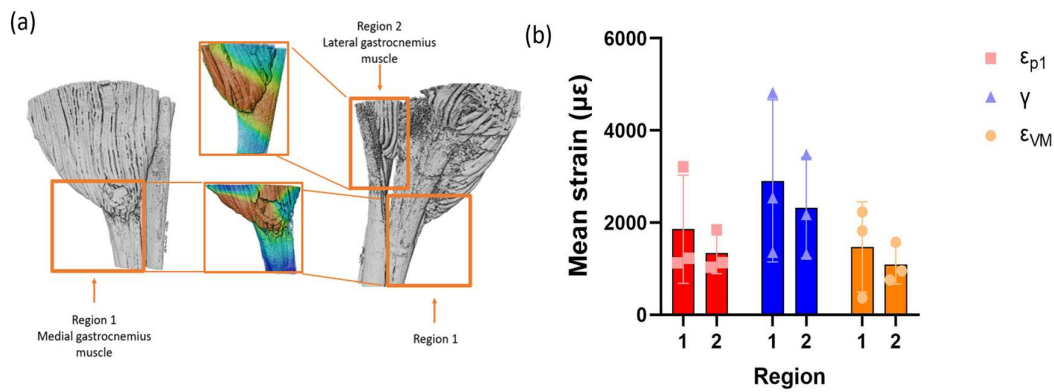 (a)
Region 2
Lateral gastrocnemius
muscle
Region 1
Medial gastrocnemius
muscle
Region 1
(b)
Mean strain (με)
6000
4000
2000
0
1 2 1 2 1 2
Region
εp1
γ
εVM